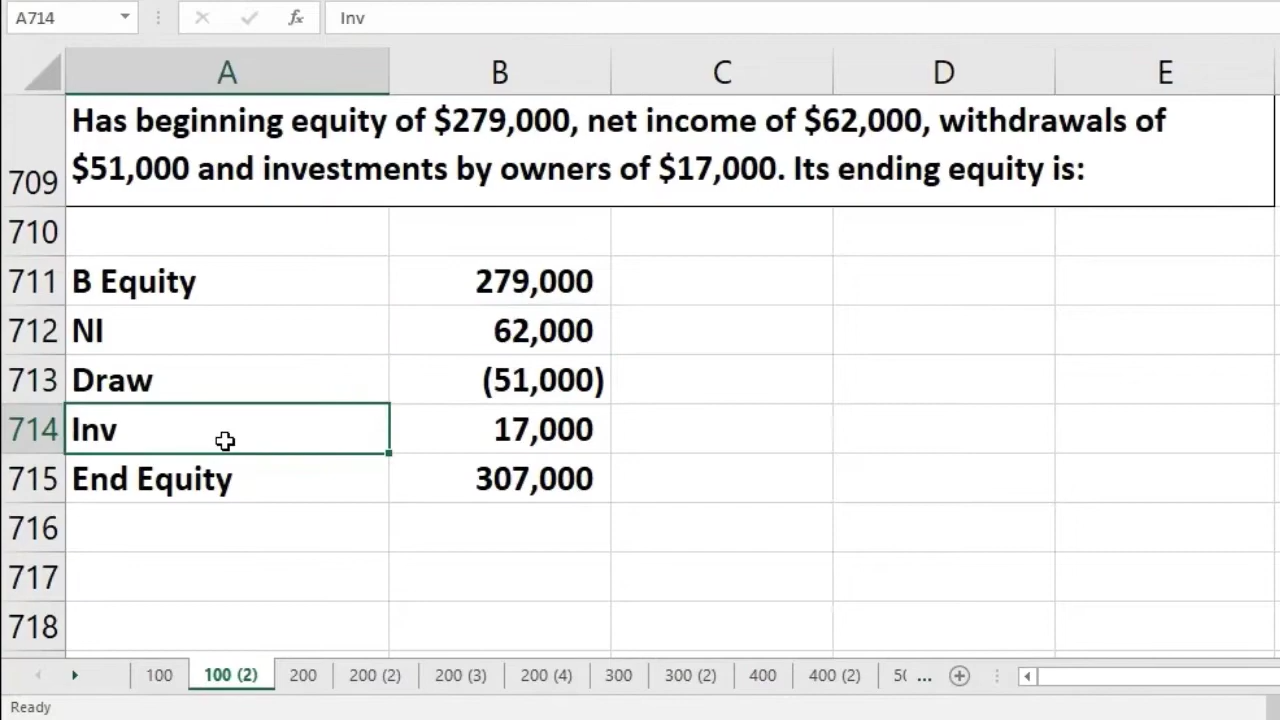 A714
fx
Inv
A B C D E
709 Has beginning equity of $279,000, net income of $62,000, withdrawals of
$51,000 and investments by owners of $17,000. Its ending equity is:
710
711 B Equity 279,000
712 NI 62,000
713 Draw (51,000)
714 Inv 17,000
715 End Equity 307,000
716
717
718
100 100 (2) 200 200 (2) 200 (3) 200 (4) 300 300 (2) 400 400 (2) 50 ...
Ready